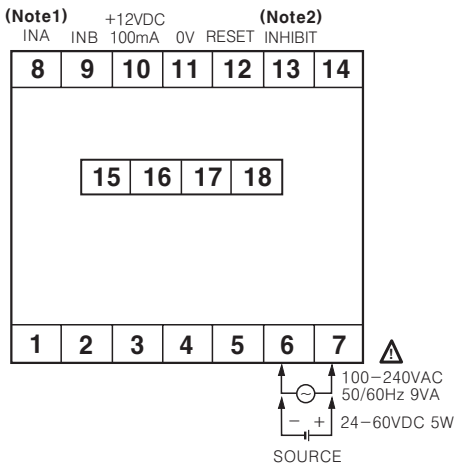 (Note1) +12VDC (Note2)
INA INB 100mA 0V RESET INHIBIT
8 9 10 11 12 13 14
15 16 17 18
1 2 3 4 5 6 7
100-240VAC
50/60Hz 9VA
~
− + 24-60VDC 5W
SOURCE